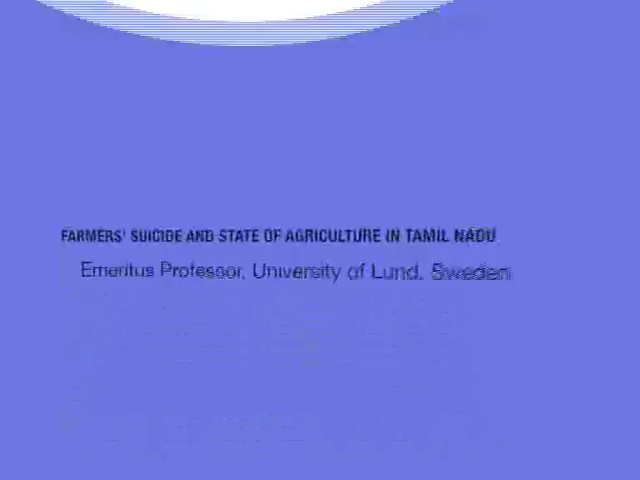 FARMERS' SUICIDE AND STATE OF AGRICULTURE IN TAMIL NADU
Emeritus Professor, University of Lund, Sweden